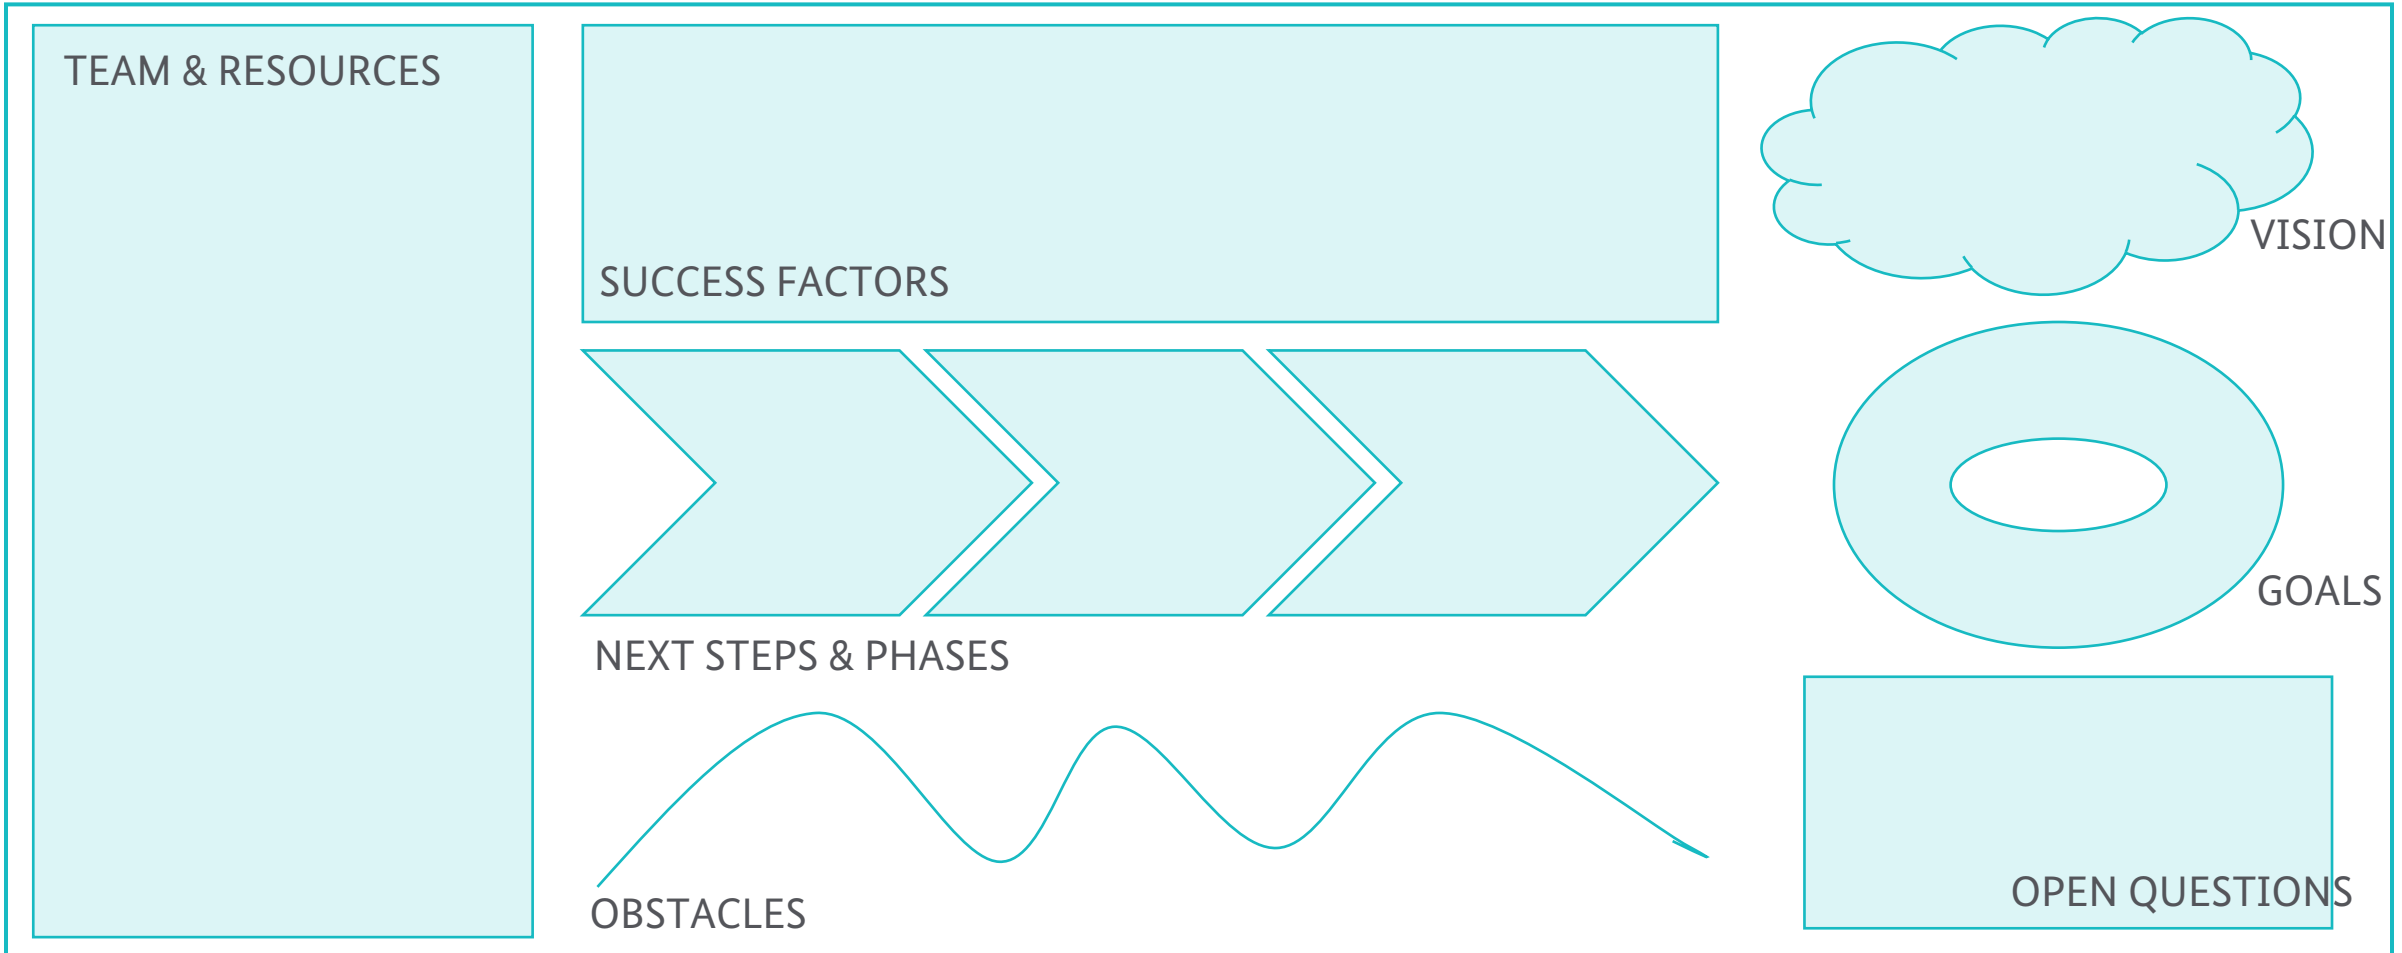 TEAM & RESOURCES
SUCCESS FACTORS
VISION
NEXT STEPS & PHASES
GOALS
OBSTACLES
OPEN QUESTIONS